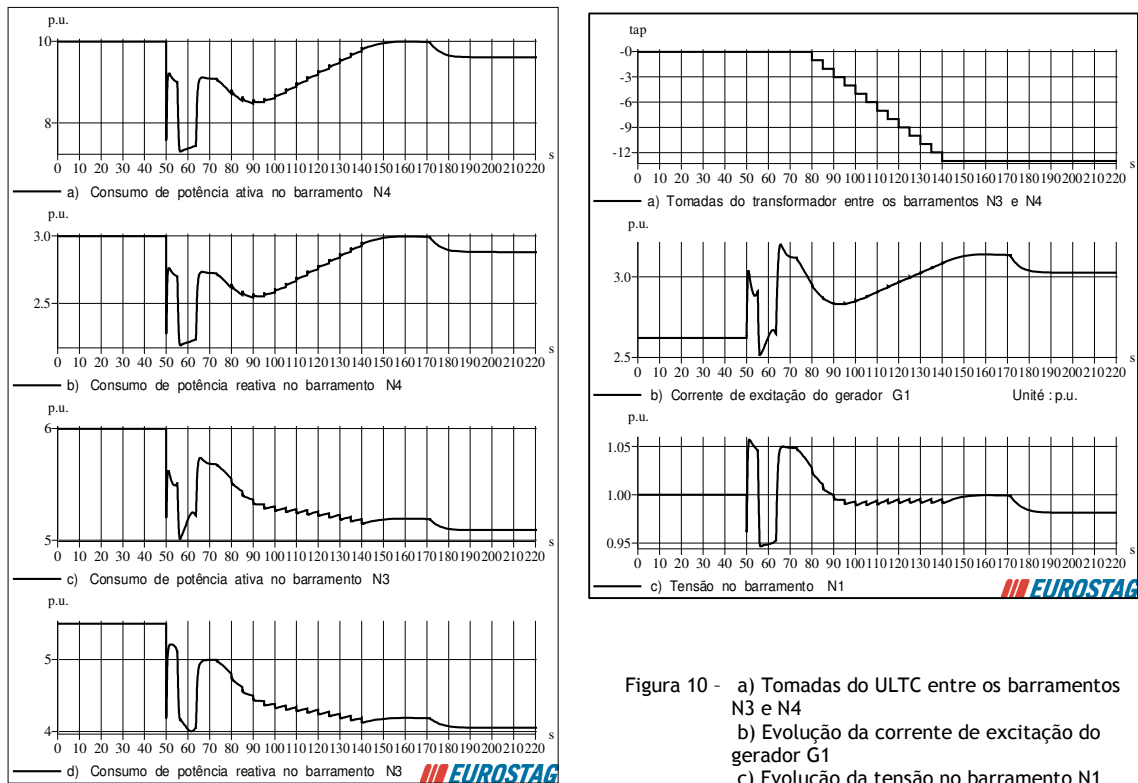 p.u.
10
8
s
0 10 20 30 40 50 60 70 80 90 100 110 120 130 140 150 160 170 180 190 200 210 220
a) Consumo de potência ativa no barramento N4
p.u.
3.0
2.5
s
0 10 20 30 40 50 60 70 80 90 100 110 120 130 140 150 160 170 180 190 200 210 220
b) Consumo de potência reativa no barramento N4
p.u.
6
5
s
0 10 20 30 40 50 60 70 80 90 100 110 120 130 140 150 160 170 180 190 200 210 220
c) Consumo de potência ativa no barramento N3
p.u.
5
4
s
0 10 20 30 40 50 60 70 80 90 100 110 120 130 140 150 160 170 180 190 200 210 220
d) Consumo de potência reativa no barramento N3
EUROSTAG
tap
-0
-3
-6
-9
-12
s
0 10 20 30 40 50 60 70 80 90 100 110 120 130 140 150 160 170 180 190 200 210 220
a) Tomadas do transformador entre os barramentos N3 e N4
p.u.
3.0
2.5
s
0 10 20 30 40 50 60 70 80 90 100 110 120 130 140 150 160 170 180 190 200 210 220
b) Corrente de excitação do gerador G1 Unité : p.u.
p.u.
1.05
1.00
0.95
s
0 10 20 30 40 50 60 70 80 90 100 110 120 130 140 150 160 170 180 190 200 210 220
c) Tensão no barramento N1
EUROSTAG
Figura 10 - a) Tomadas do ULTC entre os barramentos
N3 e N4
b) Evolução da corrente de excitação do
gerador G1
c) Evolução da tensão no barramento N1